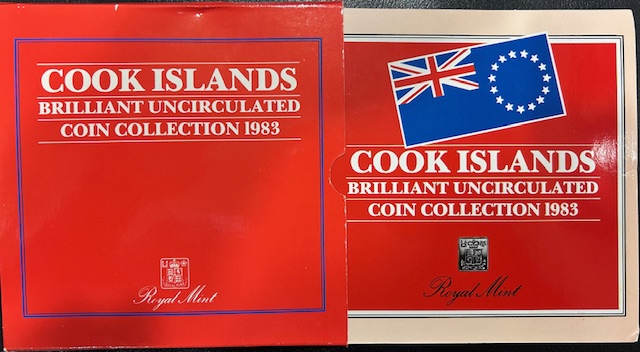 COOK ISLANDS
BRILLIANT UNCIRCULATED
COIN COLLECTION 1983
Royal Mint
COOK ISLANDS
BRILLIANT UNCIRCULATED
COIN COLLECTION 1983
Royal Mint